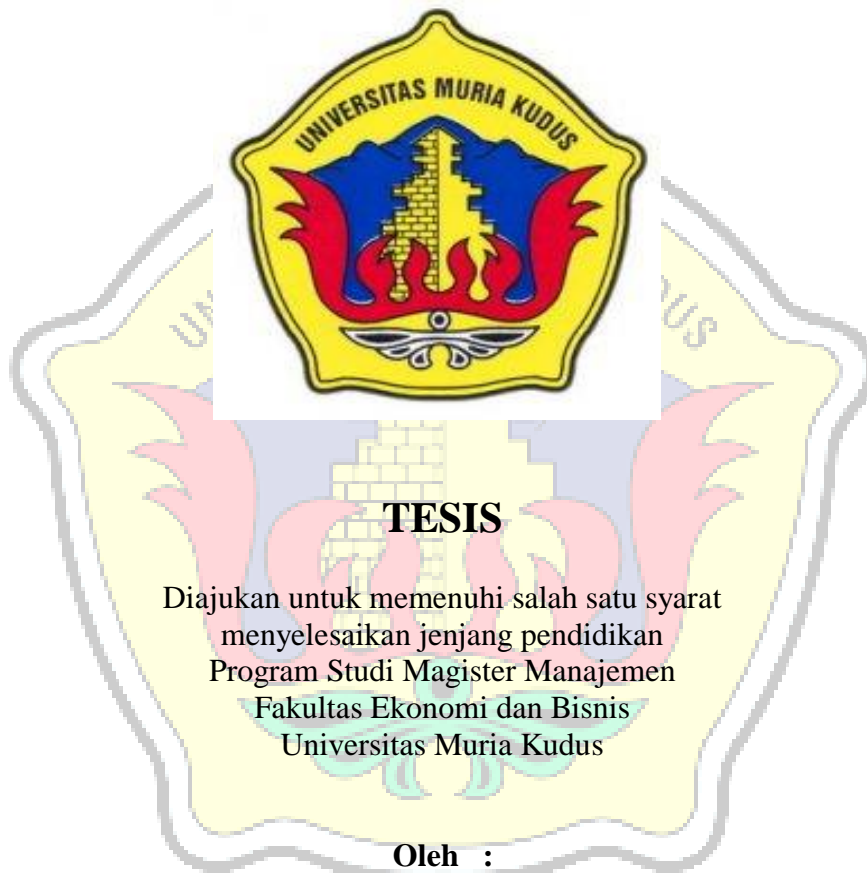 UNIVERSITAS MURIA KUDUS
TESIS
Diajukan untuk memenuhi salah satu syarat
menyelesaikan jenjang pendidikan
Program Studi Magister Manajemen
Fakultas Ekonomi dan Bisnis
Universitas Muria Kudus
Oleh :